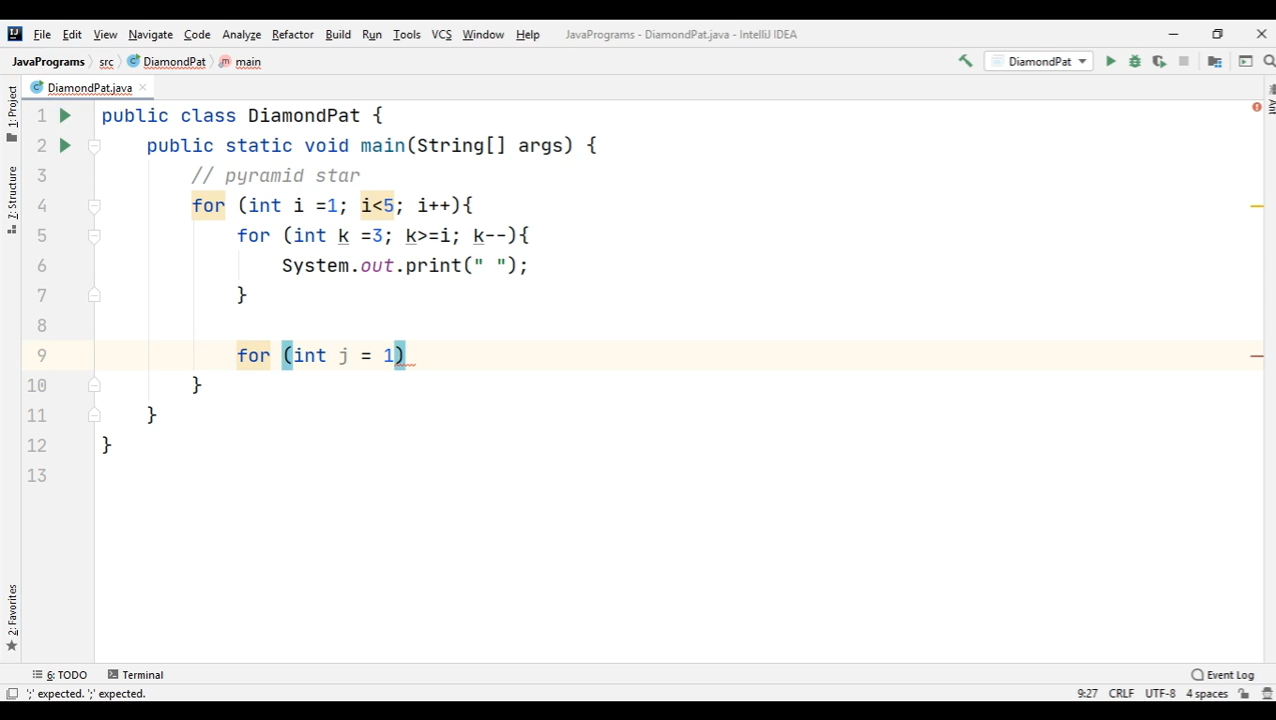 File Edit View Navigate Code Analyze Refactor Build Run Tools VCS Window Help JavaPrograms - DiamondPat.java - IntelliJ IDEA
JavaPrograms src DiamondPat main DiamondPat
1: Project
DiamondPat.java
Ant
1 public class DiamondPat {
2 public static void main(String[] args) {
3 // pyramid star
4 for (int i =1; i<5; i++){
5 for (int k =3; k>=i; k--){
6 System.out.print(" ");
7 }
8
9 for (int j = 1)
10 }
11 }
12 }
13
Z: Structure
2: Favorites
6: TODO Terminal Event Log
';' expected. ';' expected. 9:27 CRLF UTF-8 4 spaces